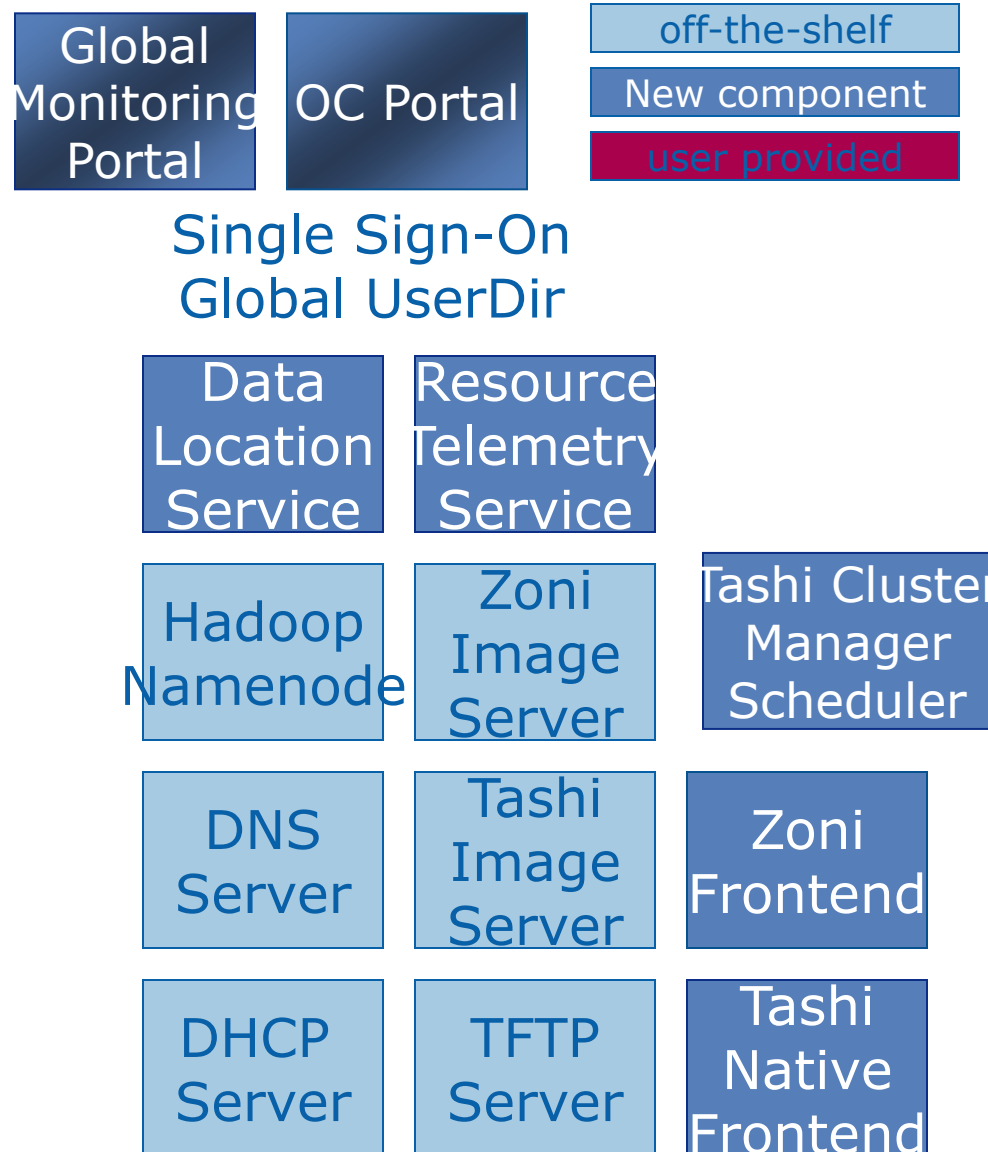 Global
Monitoring
Portal
OC Portal
off-the-shelf
New component
user provided
Single Sign-On
Global UserDir
Data
Location
Service
Resource
Telemetry
Service
Hadoop
Namenode
Zoni
Image
Server
Tashi Cluster
Manager
Scheduler
DNS
Server
Tashi
Image
Server
Zoni
Frontend
DHCP
Server
TFTP
Server
Tashi
Native
Frontend